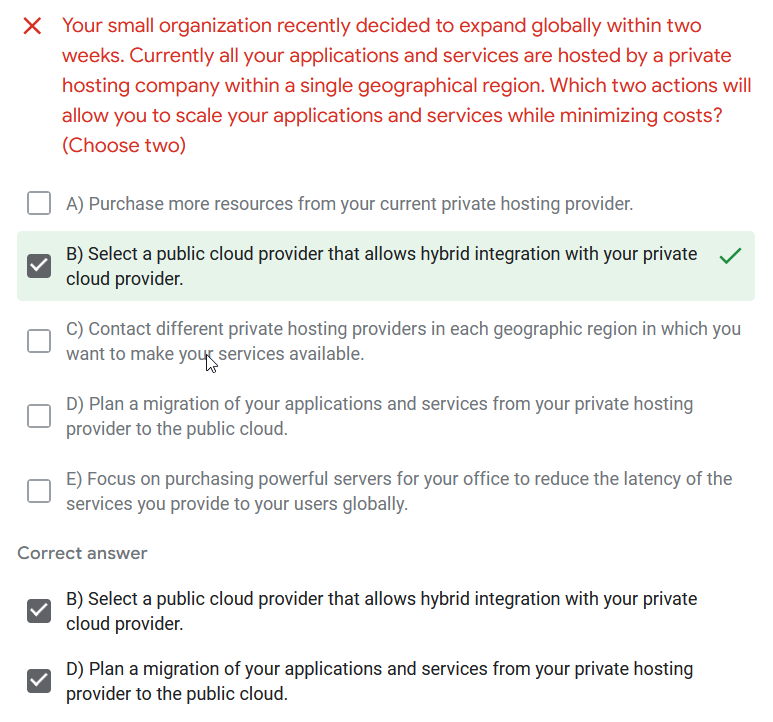 Your small organization recently decided to expand globally within two
weeks. Currently all your applications and services are hosted by a private
hosting company within a single geographical region. Which two actions will
allow you to scale your applications and services while minimizing costs?
(Choose two)
A) Purchase more resources from your current private hosting provider.
B) Select a public cloud provider that allows hybrid integration with your private
cloud provider.
C) Contact different private hosting providers in each geographic region in which you
want to make your services available.
D) Plan a migration of your applications and services from your private hosting
provider to the public cloud.
E) Focus on purchasing powerful servers for your office to reduce the latency of the
services you provide to your users globally.
Correct answer
B) Select a public cloud provider that allows hybrid integration with your private
cloud provider.
D) Plan a migration of your applications and services from your private hosting
provider to the public cloud.